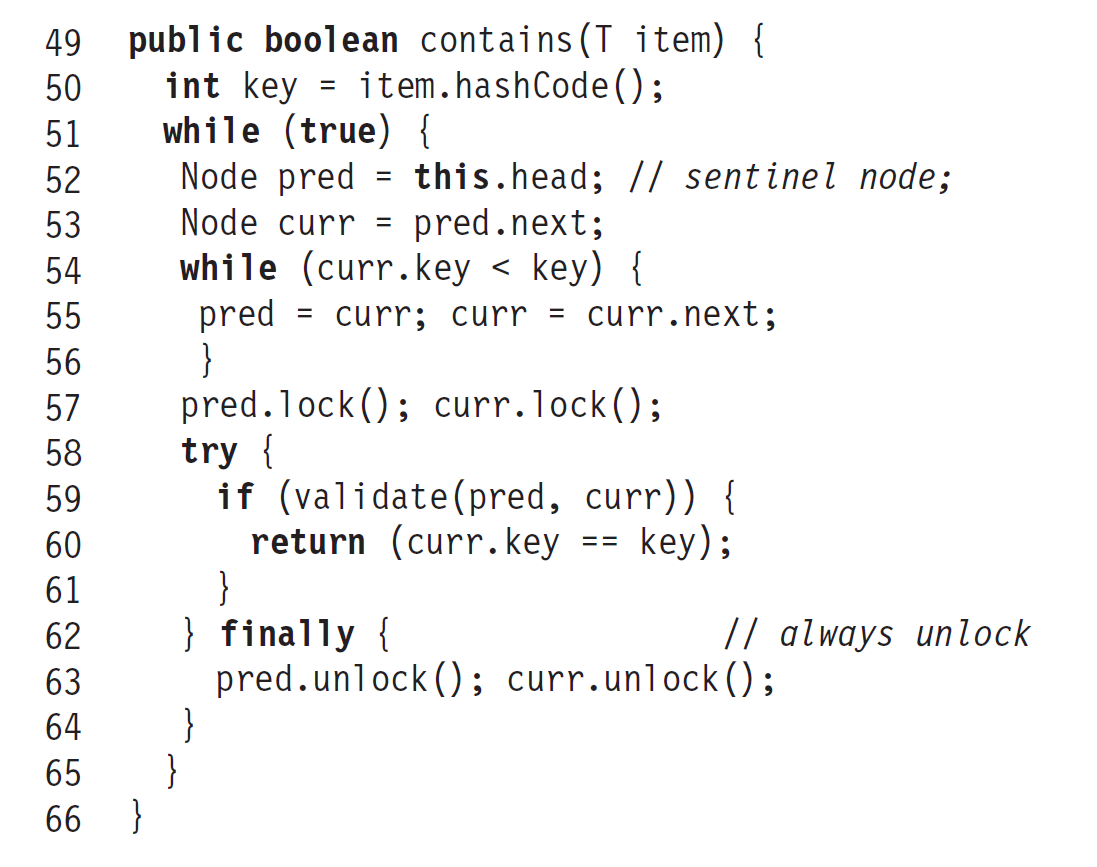 49 public boolean contains(T item) {
50 int key = item.hashCode();
51 while (true) {
52 Node pred = this.head; // sentinel node;
53 Node curr = pred.next;
54 while (curr.key < key) {
55 pred = curr; curr = curr.next;
56 }
57 pred.lock(); curr.lock();
58 try {
59 if (validate(pred, curr)) {
60 return (curr.key == key);
61 }
62 } finally { // always unlock
63 pred.unlock(); curr.unlock();
64 }
65 }
66 }